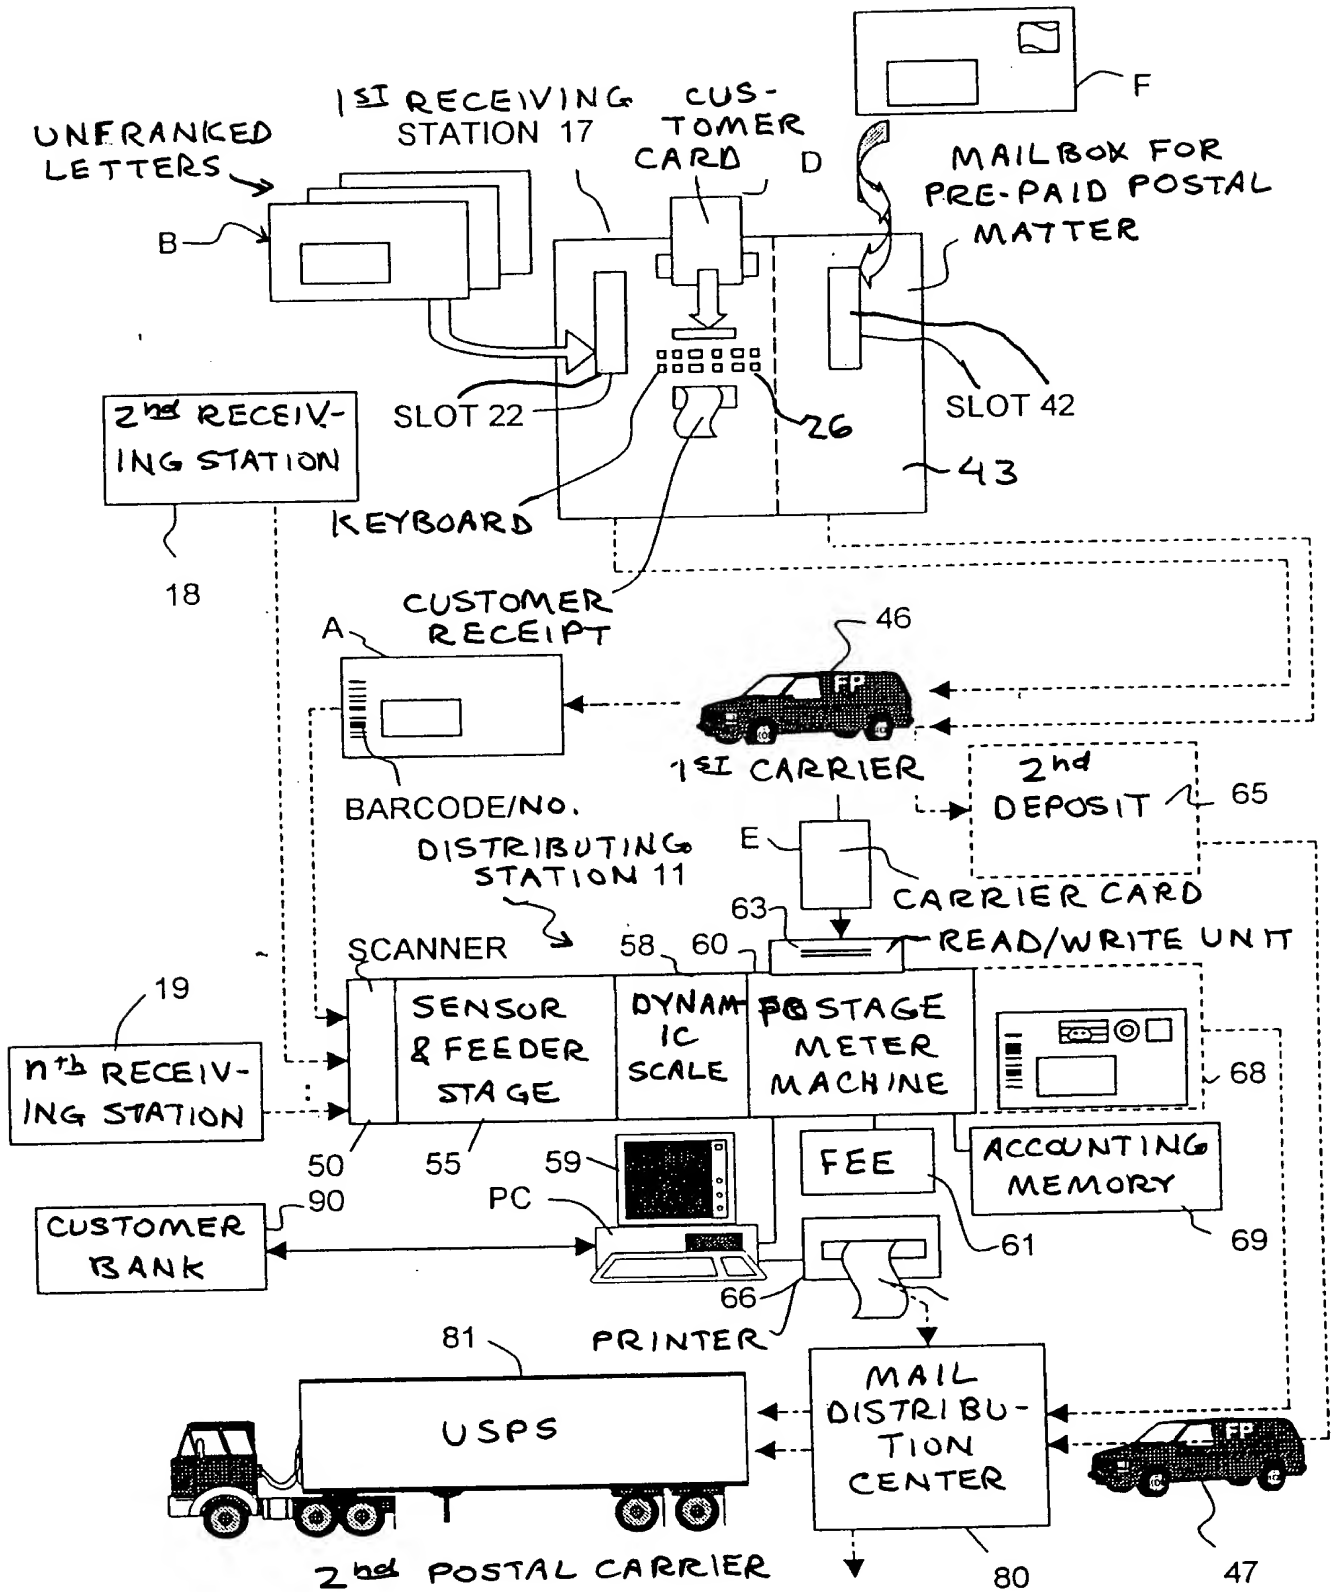 F
1ST RECEIVING
STATION 17
CUS-
TOMER
CARD
D
UNFRANKED
LETTERS
B
MAILBOX FOR
PRE-PAID POSTAL
MATTER
SLOT 22
26
SLOT 42
43
2nd RECEIV-
ING STATION
18
KEYBOARD
CUSTOMER
RECEIPT
A
46
FP
1ST CARRIER
2nd
DEPOSIT
65
BARCODE/NO.
DISTRIBUTING
STATION 11
E
CARRIER CARD
63
READ/WRITE UNIT
SCANNER
58
60
19
nth RECEIV-
ING STATION
SENSOR
& FEEDER
STAGE
DYNAM-
IC
SCALE
POSTAGE
METER
MACHINE
68
50
55
59
FEE
61
ACCOUNTING
MEMORY
69
90
CUSTOMER
BANK
PC
66
PRINTER
81
USPS
MAIL
DISTRIBU-
TION
CENTER
80
FP
47
2nd POSTAL CARRIER